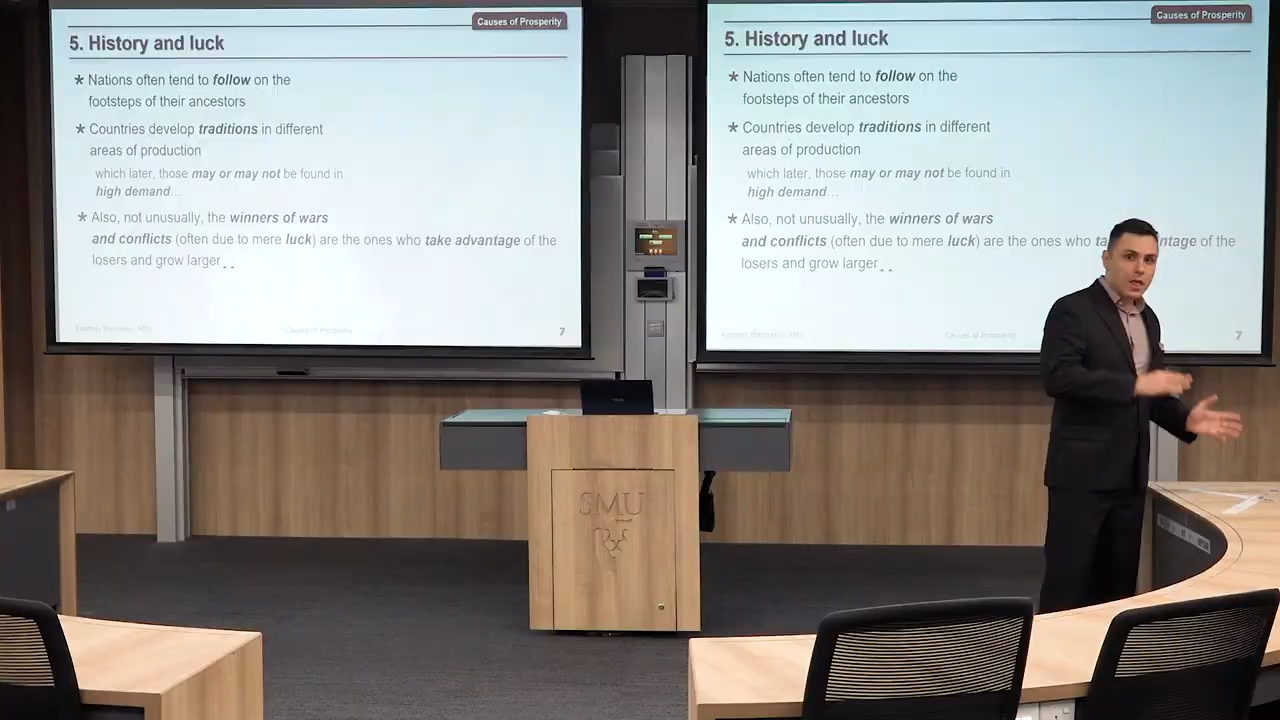 Causes of Prosperity
5. History and luck
* Nations often tend to follow on the
footsteps of their ancestors
* Countries develop traditions in different
areas of production
which later, those may or may not be found in
high demand…
* Also, not unusually, the winners of wars
and conflicts (often due to mere luck) are the ones who take advantage of the
losers and grow larger
Causes of Prosperity
7
Causes of Prosperity
5. History and luck
* Nations often tend to follow on the
footsteps of their ancestors
* Countries develop traditions in different
areas of production
which later, those may or may not be found in
high demand…
* Also, not unusually, the winners of wars
and conflicts (often due to mere luck) are the ones who ta ntage of the
losers and grow larger
Causes of Prosperity
7
SMU